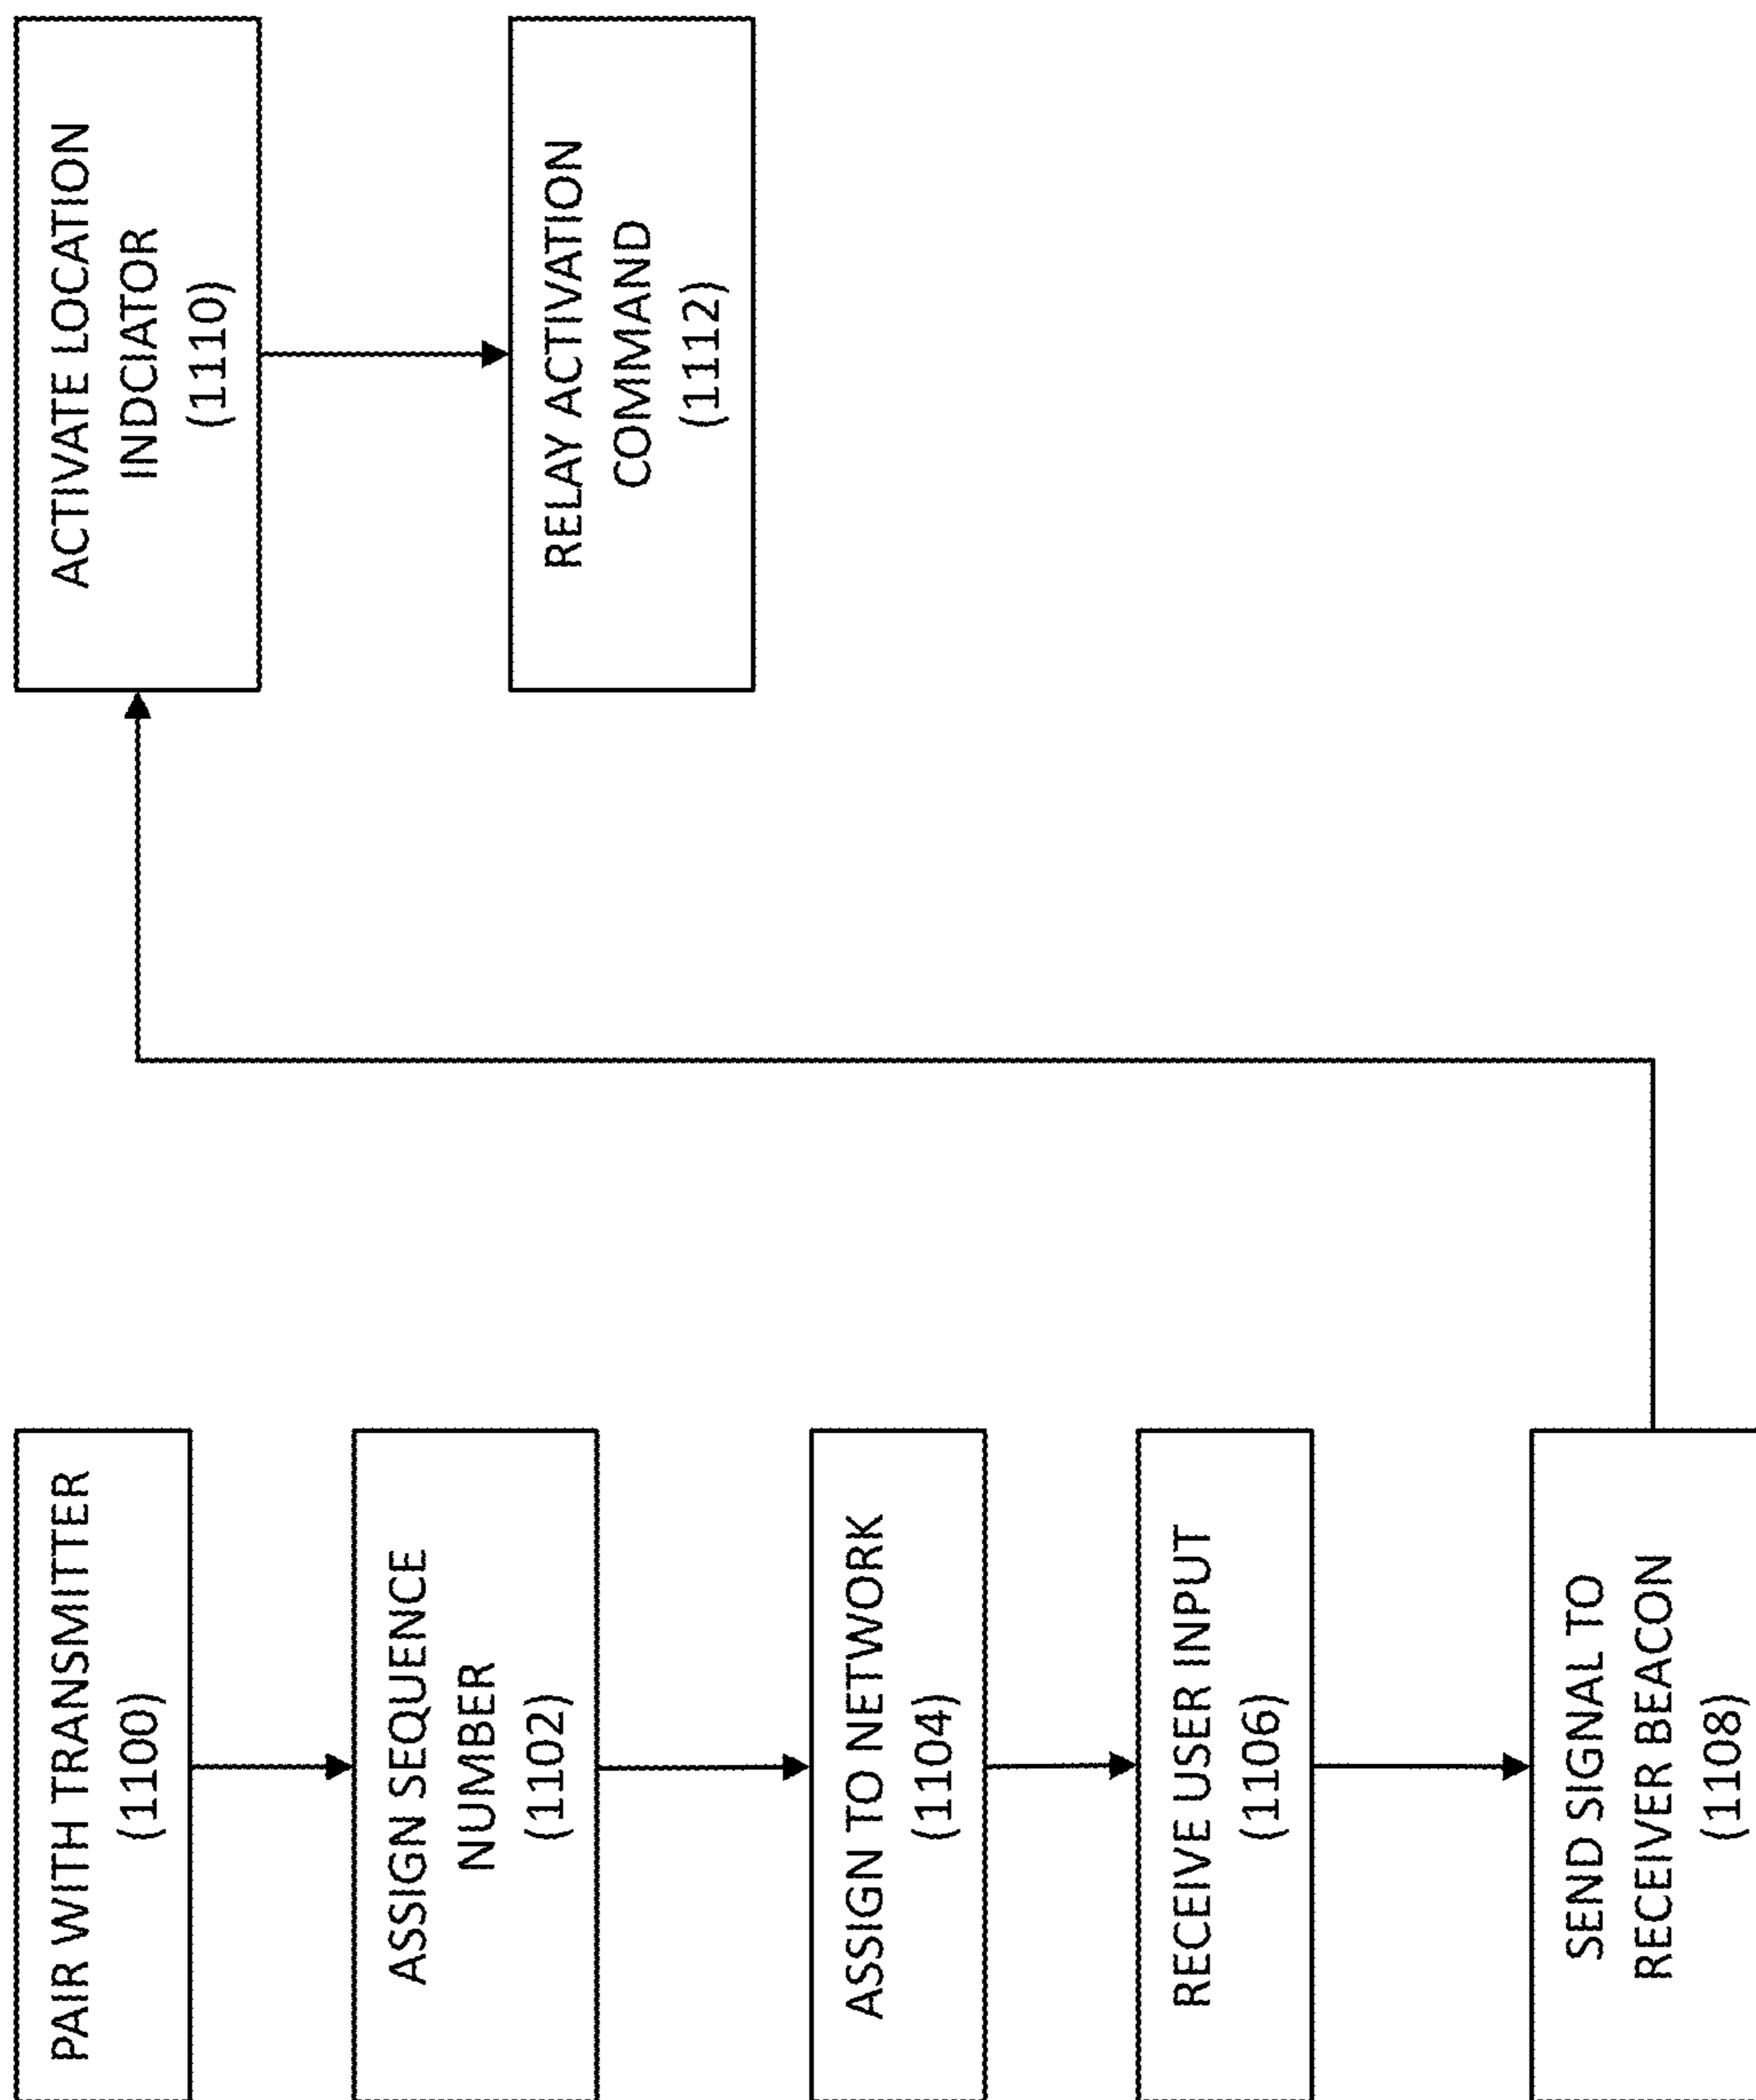 PAIR WITH TRANSMITTER
(1100)
ASSIGN SEQUENCE
NUMBER
(1102)
ASSIGN TO NETWORK
(1104)
RECEIVE USER INPUT
(1106)
SEND SIGNAL TO
RECEIVER BEACON
(1108)
ACTIVATE LOCATION
INDCIATOR
(1110)
RELAY ACTIVATION
COMMAND
(1112)